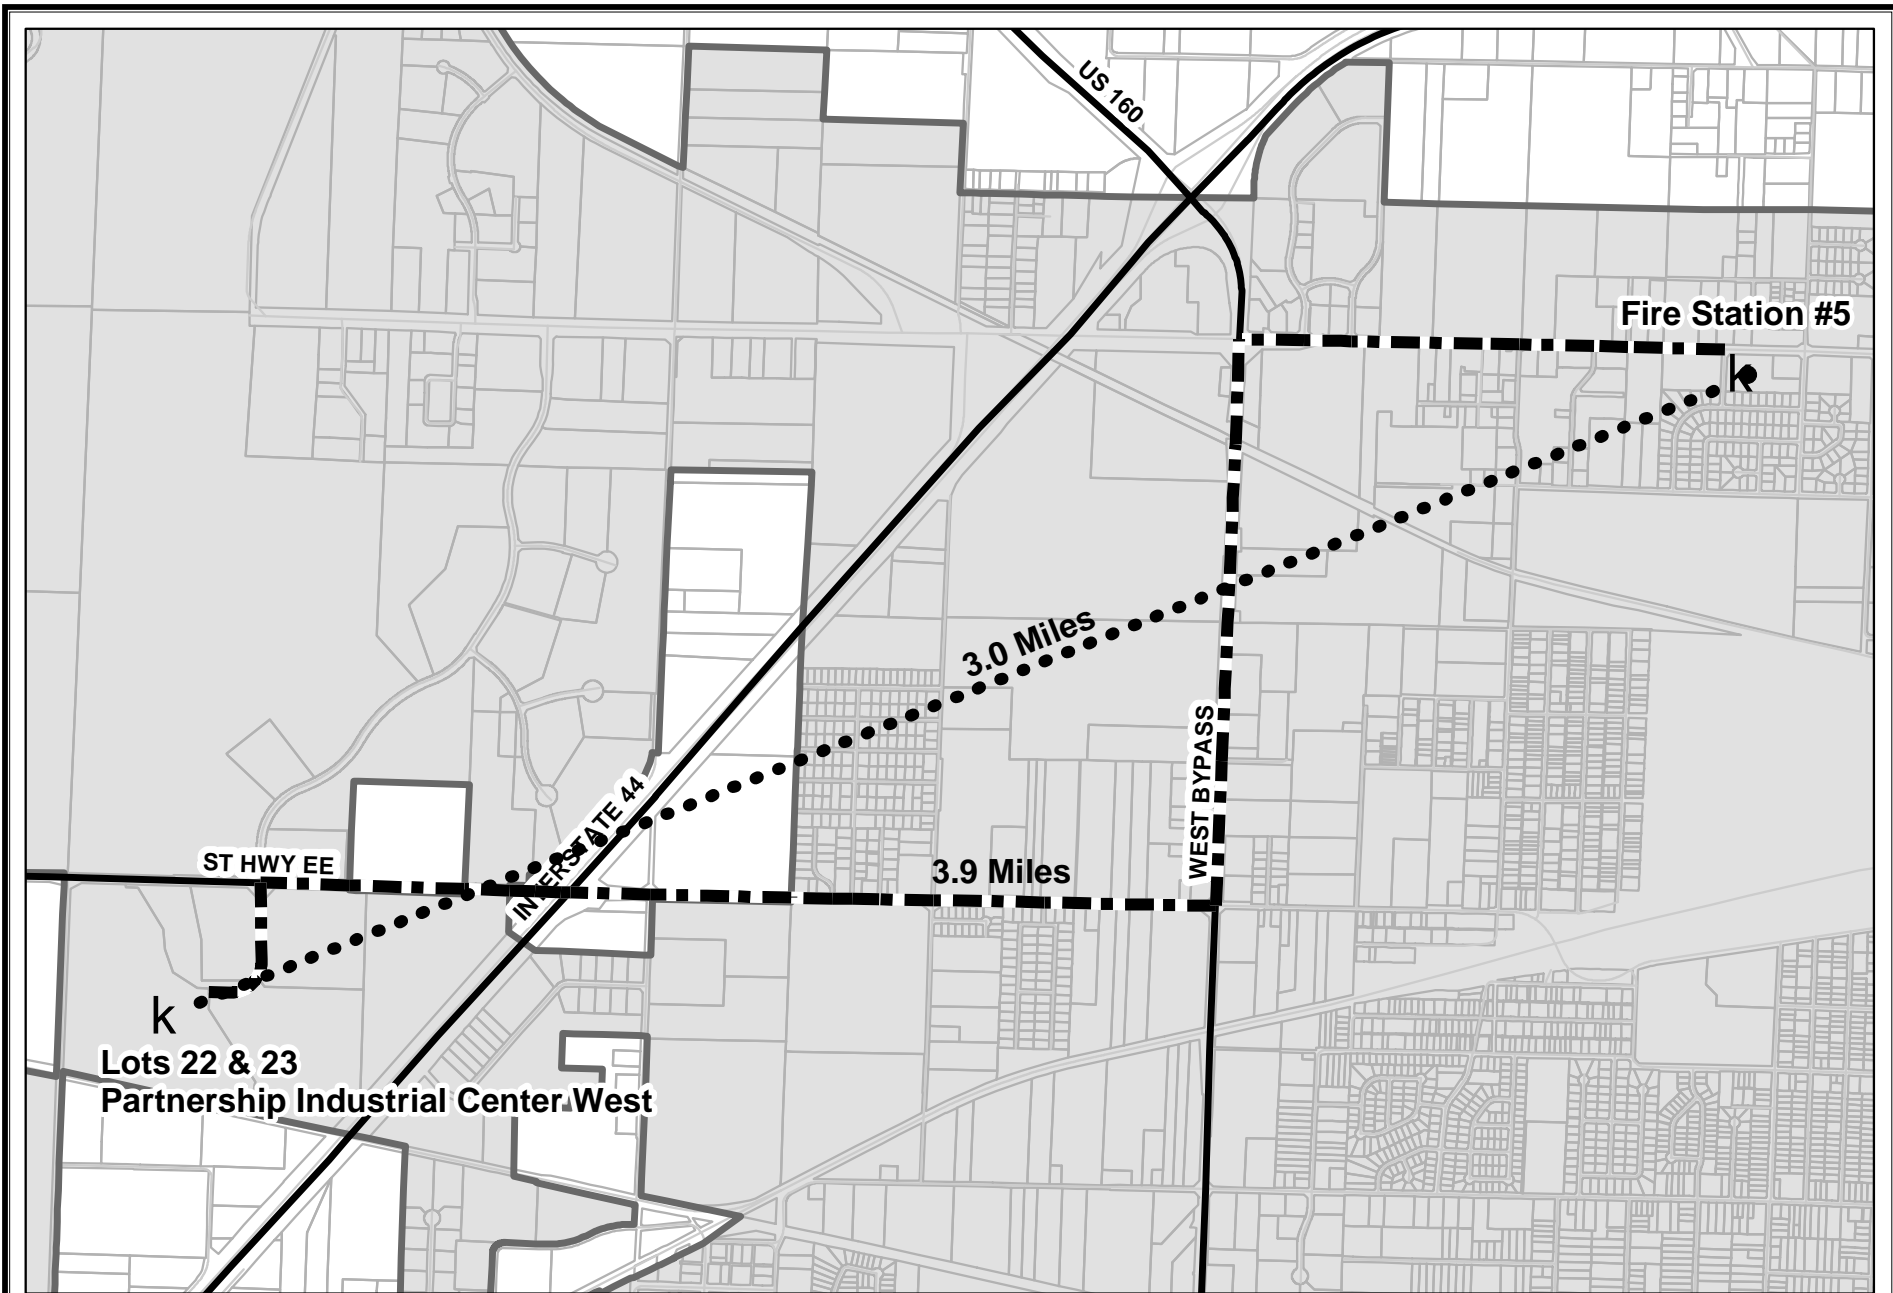 US 160
Fire Station #5
k
3.0 Miles
WEST BYPASS
INTERSTATE 44
ST HWY EE
3.9 Miles
k
Lots 22 & 23
Partnership Industrial Center West